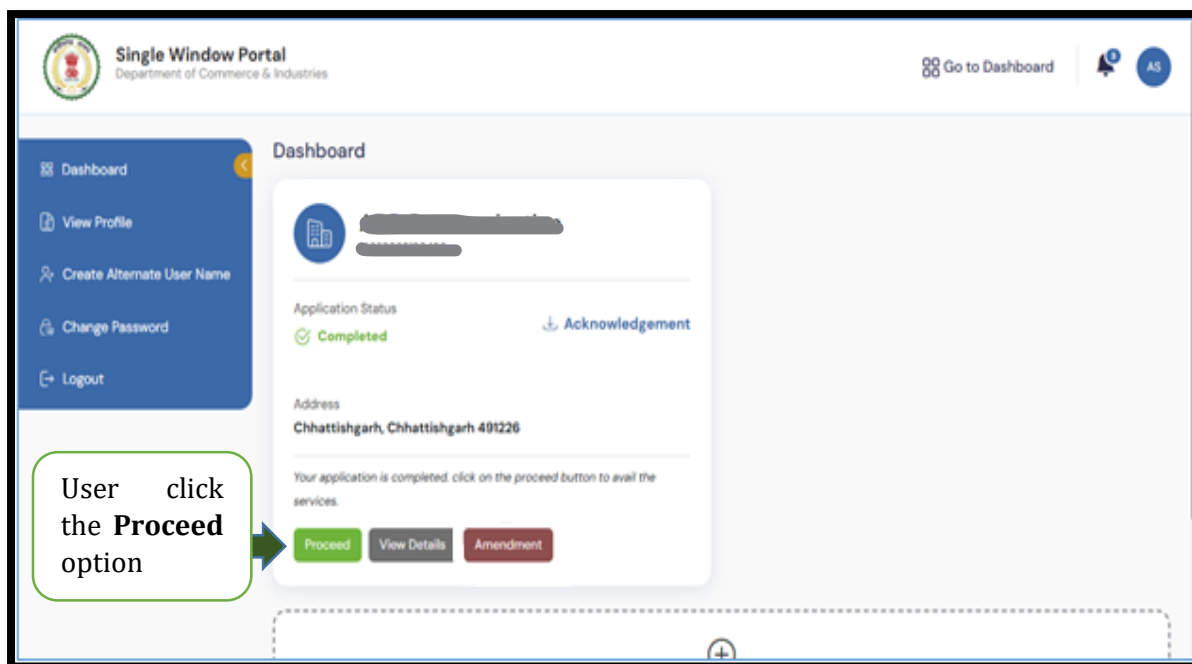 Single Window Portal
Department of Commerce & Industries
Go to Dashboard
3
AS
Dashboard
View Profile
Create Alternate User Name
Change Password
Logout
Dashboard
Application Status
Completed
Acknowledgement
Address
Chhattishgarh, Chhattishgarh 491226
Your application is completed. click on the proceed button to avail the
services.
Proceed
View Details
Amendment
User click
the Proceed
option